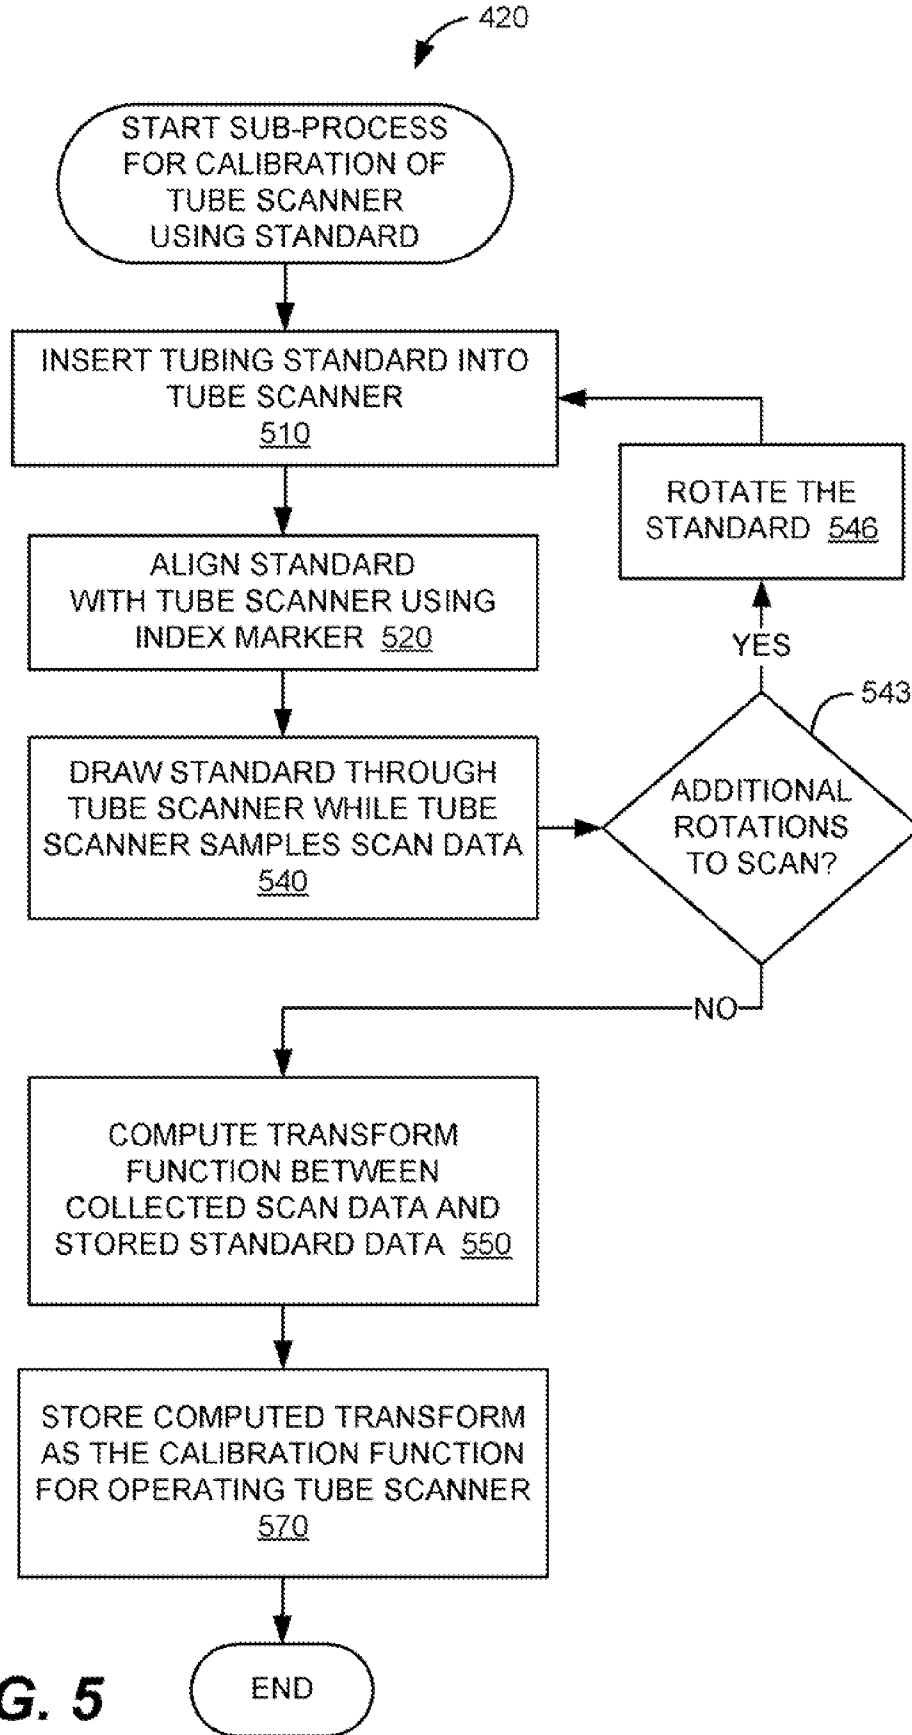 420
START SUB-PROCESS
FOR CALIBRATION OF
TUBE SCANNER
USING STANDARD
INSERT TUBING STANDARD INTO
TUBE SCANNER
510
ROTATE THE
STANDARD 546
ALIGN STANDARD
WITH TUBE SCANNER USING
INDEX MARKER 520
YES
543
DRAW STANDARD THROUGH
TUBE SCANNER WHILE TUBE
SCANNER SAMPLES SCAN DATA
540
ADDITIONAL
ROTATIONS
TO SCAN?
NO
COMPUTE TRANSFORM
FUNCTION BETWEEN
COLLECTED SCAN DATA AND
STORED STANDARD DATA 550
STORE COMPUTED TRANSFORM
AS THE CALIBRATION FUNCTION
FOR OPERATING TUBE SCANNER
570
END
G. 5